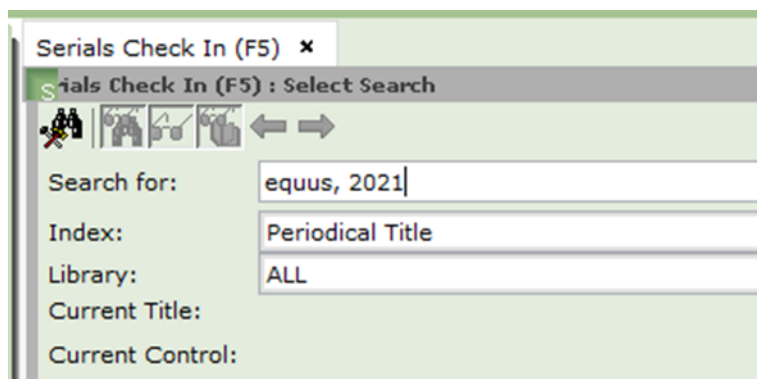 Serials Check In (F5) ×
Serials Check In (F5) : Select Search
Search for: equus, 2021
Index: Periodical Title
Library: ALL
Current Title:
Current Control: